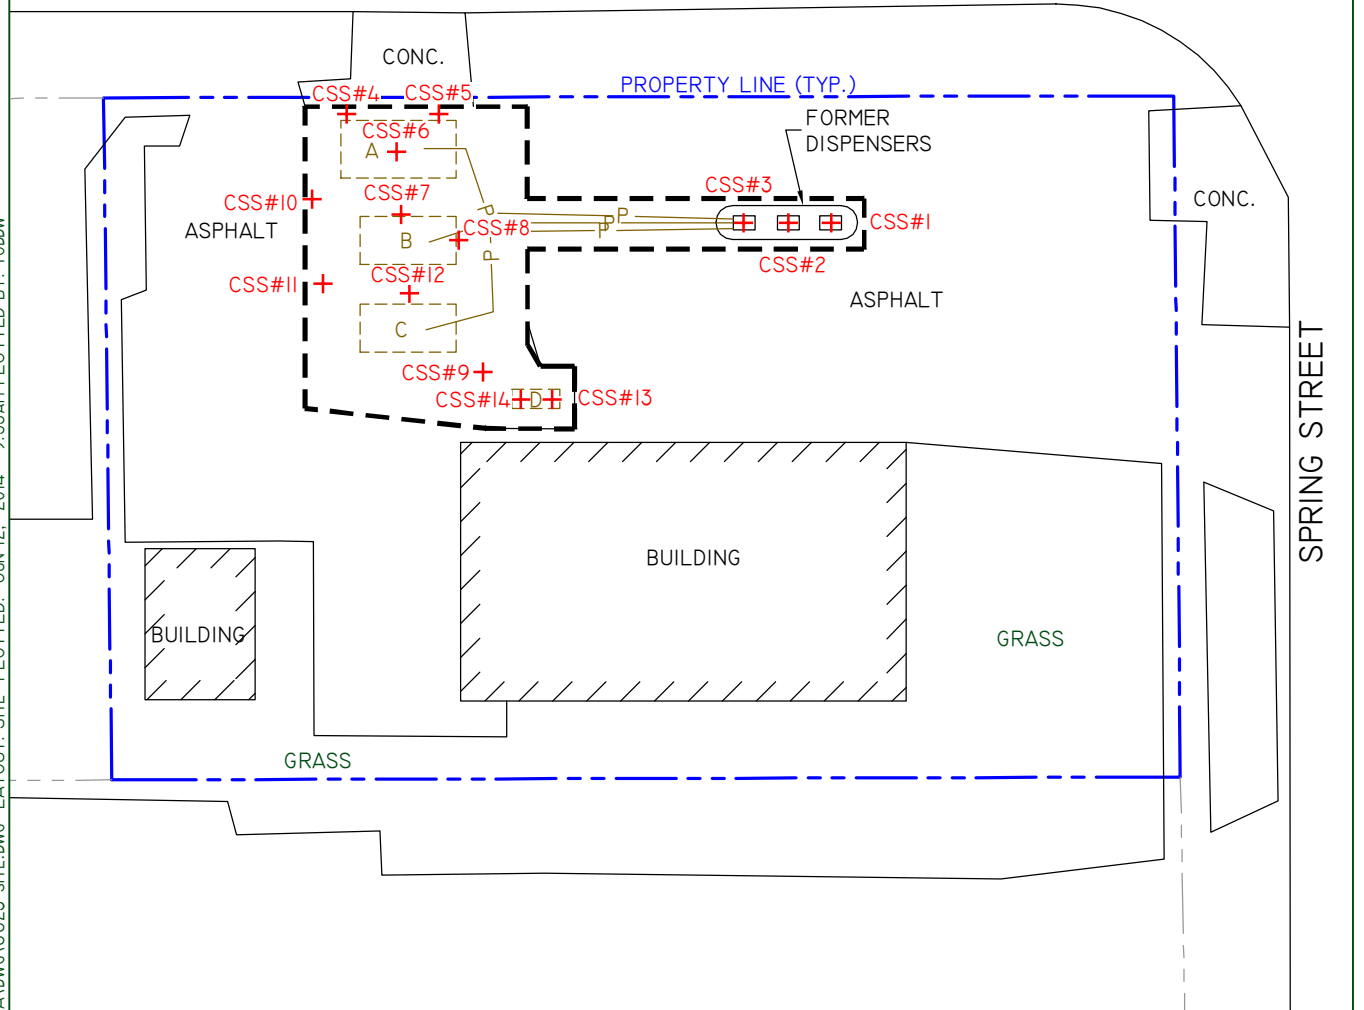 CONC.
PROPERTY LINE (TYP.)
CSS#4
CSS#5
FORMER
DISPENSERS
CSS#6
A
CSS#3
CSS#7
CSS#10
CONC.
P
P
P
P
CSS#1
ASPHALT
CSS#8
B
P
CSS#2
CSS#12
CSS#11
ASPHALT
C
CSS#9
CSS#14
D
CSS#13
SPRING STREET
BUILDING
BUILDING
GRASS
GRASS